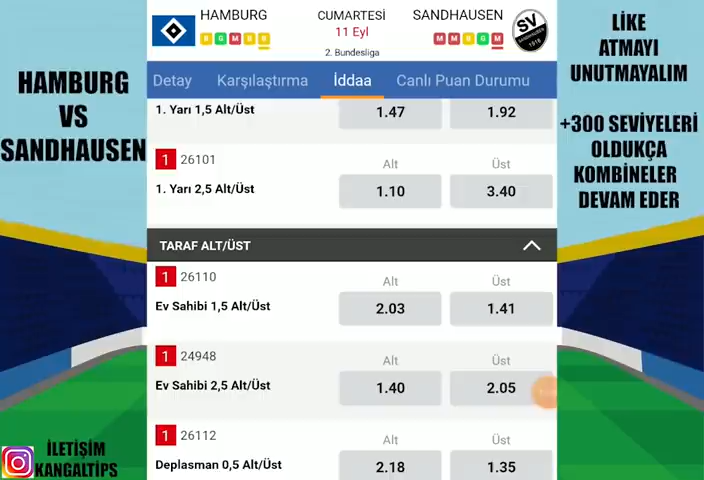 HAMBURG
VS
SANDHAUSEN
HAMBURG
B G M B B
CUMARTESİ
11 Eyl
2. Bundesliga
SANDHAUSEN
M M B G M
SV
SANDHAUSEN
1916
Detay Karşılaştırma İddaa Canlı Puan Durumu
1. Yarı 1,5 Alt/Üst 1.47 1.92
1 26101 Alt Üst
1. Yarı 2,5 Alt/Üst 1.10 3.40
TARAF ALT/ÜST
1 26110 Alt Üst
Ev Sahibi 1,5 Alt/Üst 2.03 1.41
1 24948 Alt Üst
Ev Sahibi 2,5 Alt/Üst 1.40 2.05
1 26112 Alt Üst
Deplasman 0,5 Alt/Üst 2.18 1.35
LİKE
ATMAYI
UNUTMAYALIM
+300 SEVİYELERİ
OLDUKÇA
KOMBİNELER
DEVAM EDER
İLETİŞİM
KANGALTİPS